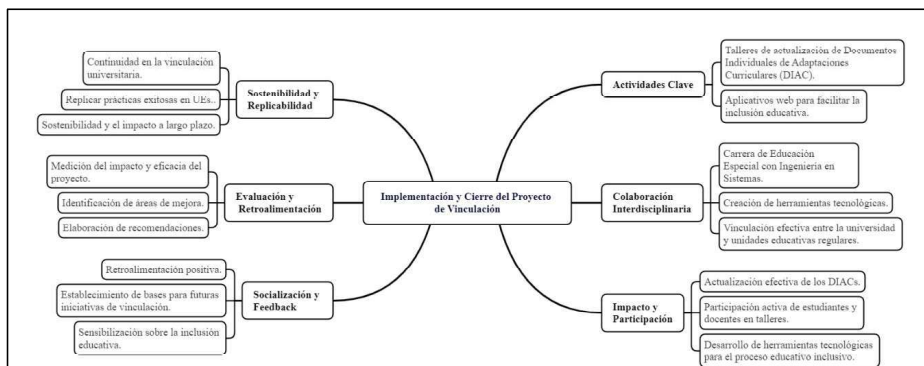 Continuidad en la vinculación
universitaria.
Replicar prácticas exitosas en UEs..
Sostenibilidad y el impacto a largo plazo.
Sostenibilidad y
Replicabilidad
Medición del impacto y eficacia del
proyecto.
Identificación de áreas de mejora.
Elaboración de recomendaciones.
Evaluación y
Retroalimentación
Retroalimentación positiva.
Establecimiento de bases para futuras
iniciativas de vinculación.
Sensibilización sobre la inclusión
educativa.
Socialización y
Feedback
Implementación y Cierre del Proyecto
de Vinculación
Actividades Clave
Talleres de actualización de Documentos
Individuales de Adaptaciones
Curriculares (DIAC).
Aplicativos web para facilitar la
inclusión educativa.
Colaboración
Interdisciplinaria
Carrera de Educación
Especial con Ingeniería en
Sistemas.
Creación de herramientas tecnológicas.
Vinculación efectiva entre la universidad
y unidades educativas regulares.
Impacto y
Participación
Actualización efectiva de los DIACs.
Participación activa de estudiantes y
docentes en talleres.
Desarrollo de herramientas tecnológicas
para el proceso educativo inclusivo.